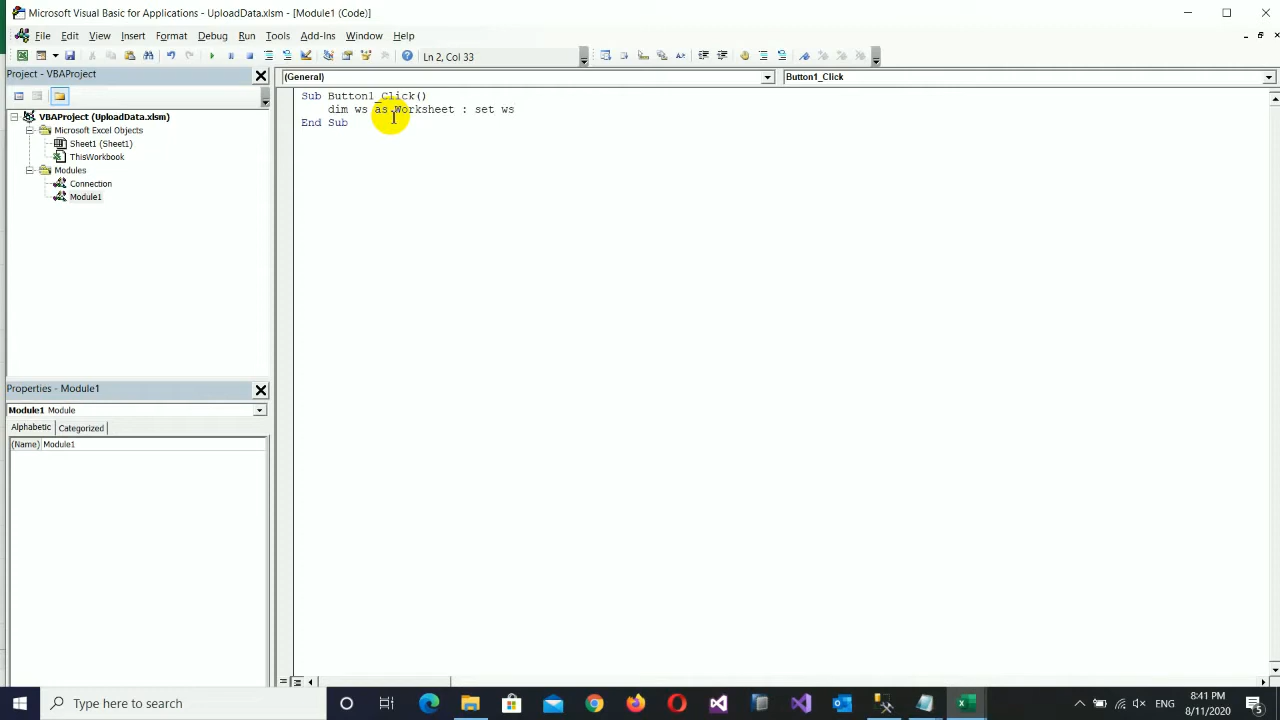 Microsoft Visual Basic for Applications - UploadData.xlsm - [Module1 (Code)]
File Edit View Insert Format Debug Run Tools Add-Ins Window Help
Ln 2, Col 33
Project - VBAProject
(General)
Button1_Click
VBAProject (UploadData.xlsm)
Microsoft Excel Objects
Sheet1 (Sheet1)
ThisWorkbook
Modules
Connection
Module1
Sub Button1_Click()
dim ws as Worksheet : set ws
End Sub
Properties - Module1
Module1 Module
Alphabetic Categorized
(Name) Module1
Type here to search
ENG
8:41 PM
8/11/2020
5